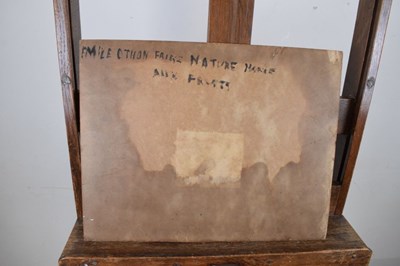 EMILE OTHON FRIESZ NATURE MORTE
AUX FRUITS